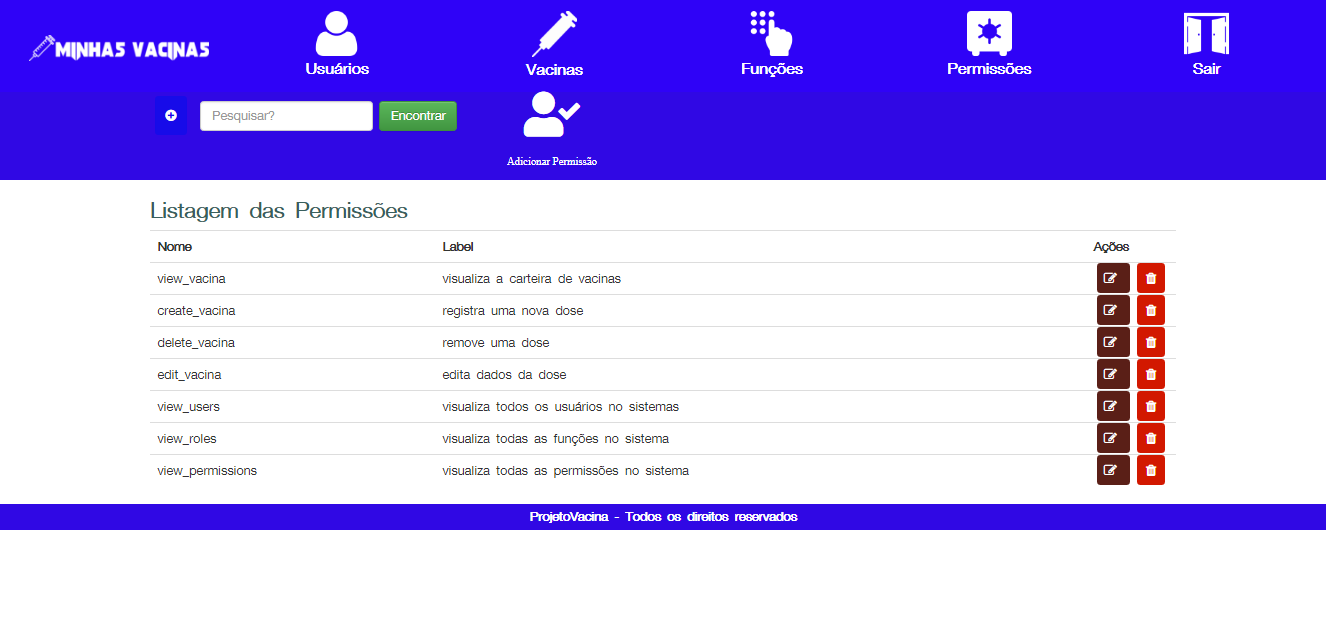 MINHAS VACINAS
Usuários
Vacinas
Funções
Permissões
Sair
Pesquisar?
Encontrar
Adicionar Permissão
Listagem das Permissões
Nome Label Ações
view_vacina visualiza a carteira de vacinas
create_vacina registra uma nova dose
delete_vacina remove uma dose
edit_vacina edita dados da dose
view_users visualiza todos os usuários no sistemas
view_roles visualiza todas as funções no sistema
view_permissions visualiza todas as permissões no sistema
ProjetoVacina - Todos os direitos reservados